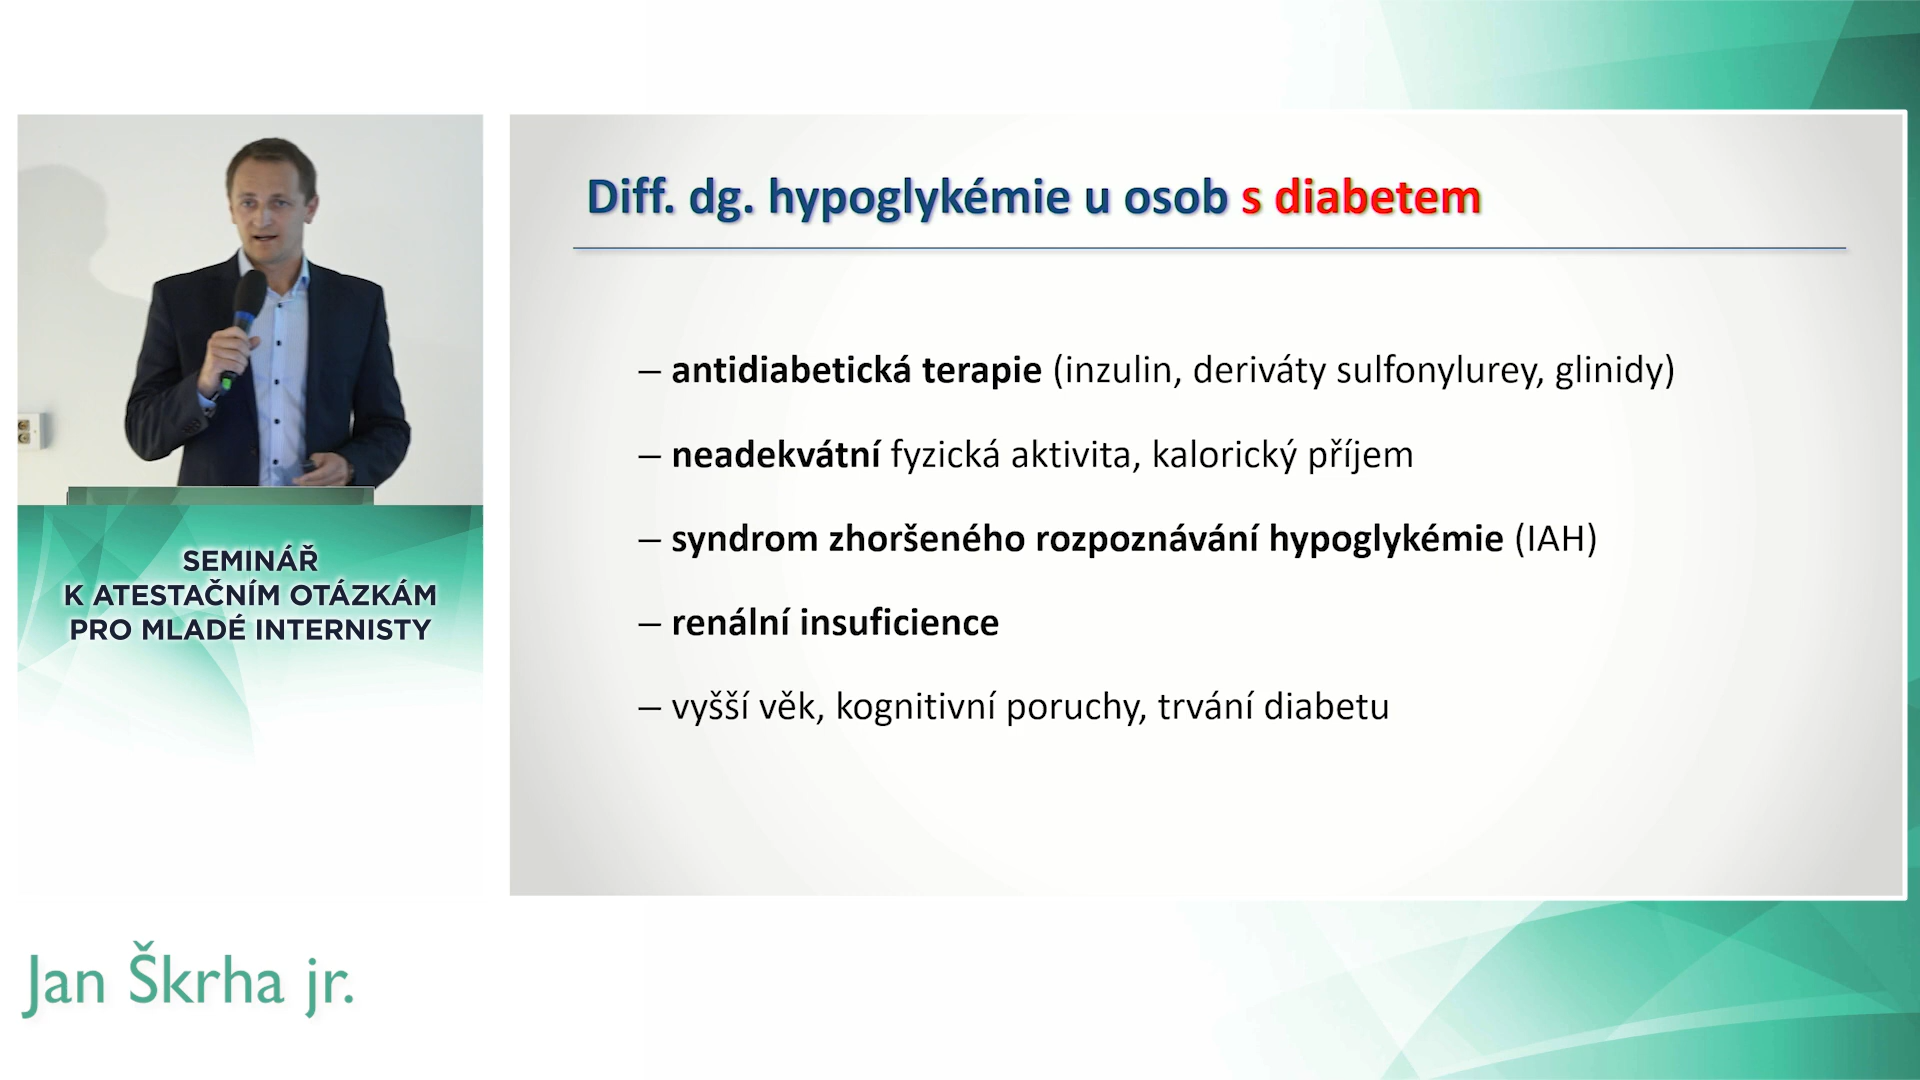 Diff. dg. hypoglykémie u osob s diabetem
– antidiabetická terapie (inzulin, deriváty sulfonylurey, glinidy)
– neadekvátní fyzická aktivita, kalorický příjem
– syndrom zhoršeného rozpoznávání hypoglykémie (IAH)
– renální insuficience
– vyšší věk, kognitivní poruchy, trvání diabetu
SEMINÁŘ
K ATESTAČNÍM OTÁZKÁM
PRO MLADÉ INTERNISTY
Jan Škrha jr.